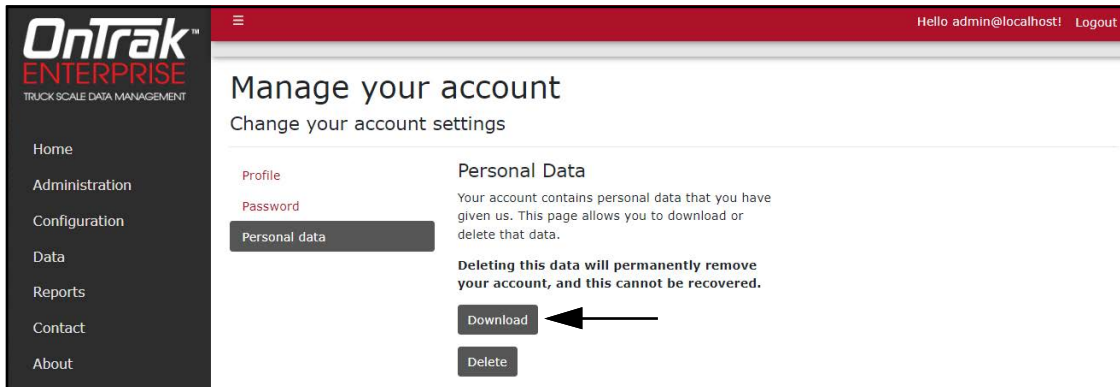 OnTrak™
ENTERPRISE
TRUCK SCALE DATA MANAGEMENT
☰
Hello admin@localhost! Logout
Home
Administration
Configuration
Data
Reports
Contact
About
Manage your account
Change your account settings
Profile
Password
Personal data
Personal Data
Your account contains personal data that you have
given us. This page allows you to download or
delete that data.
Deleting this data will permanently remove
your account, and this cannot be recovered.
Download
Delete